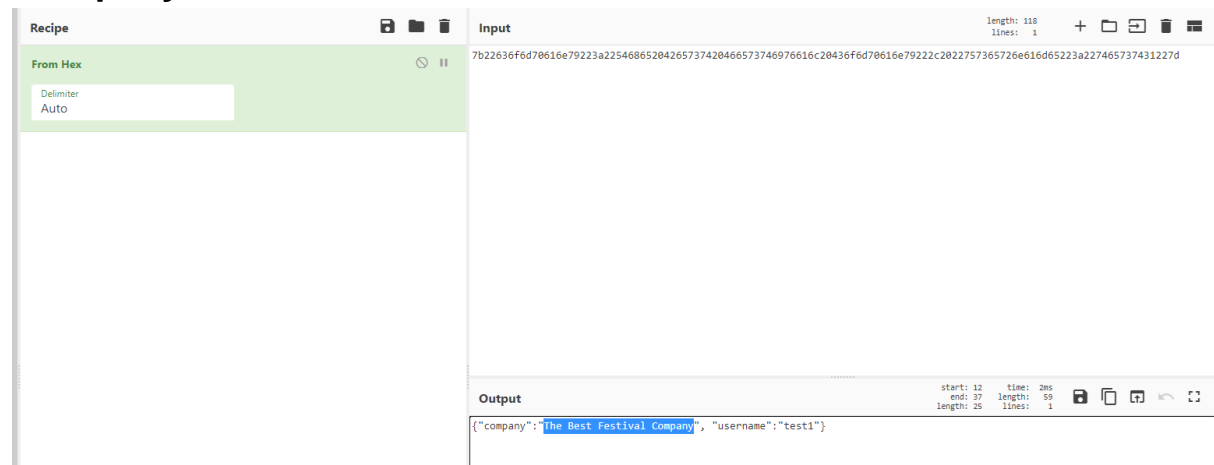 Recipe
Input
length: 118
lines: 1
From Hex
7b22636f6d70616e79223a22546865204265737420466573746976616c20436f6d70616e79222c2022757365726e616d65223a227465737431227d
Delimiter
Auto
Output
start: 12 time: 2ms
end: 37 length: 59
length: 25 lines: 1
{"company":"The Best Festival Company", "username":"test1"}